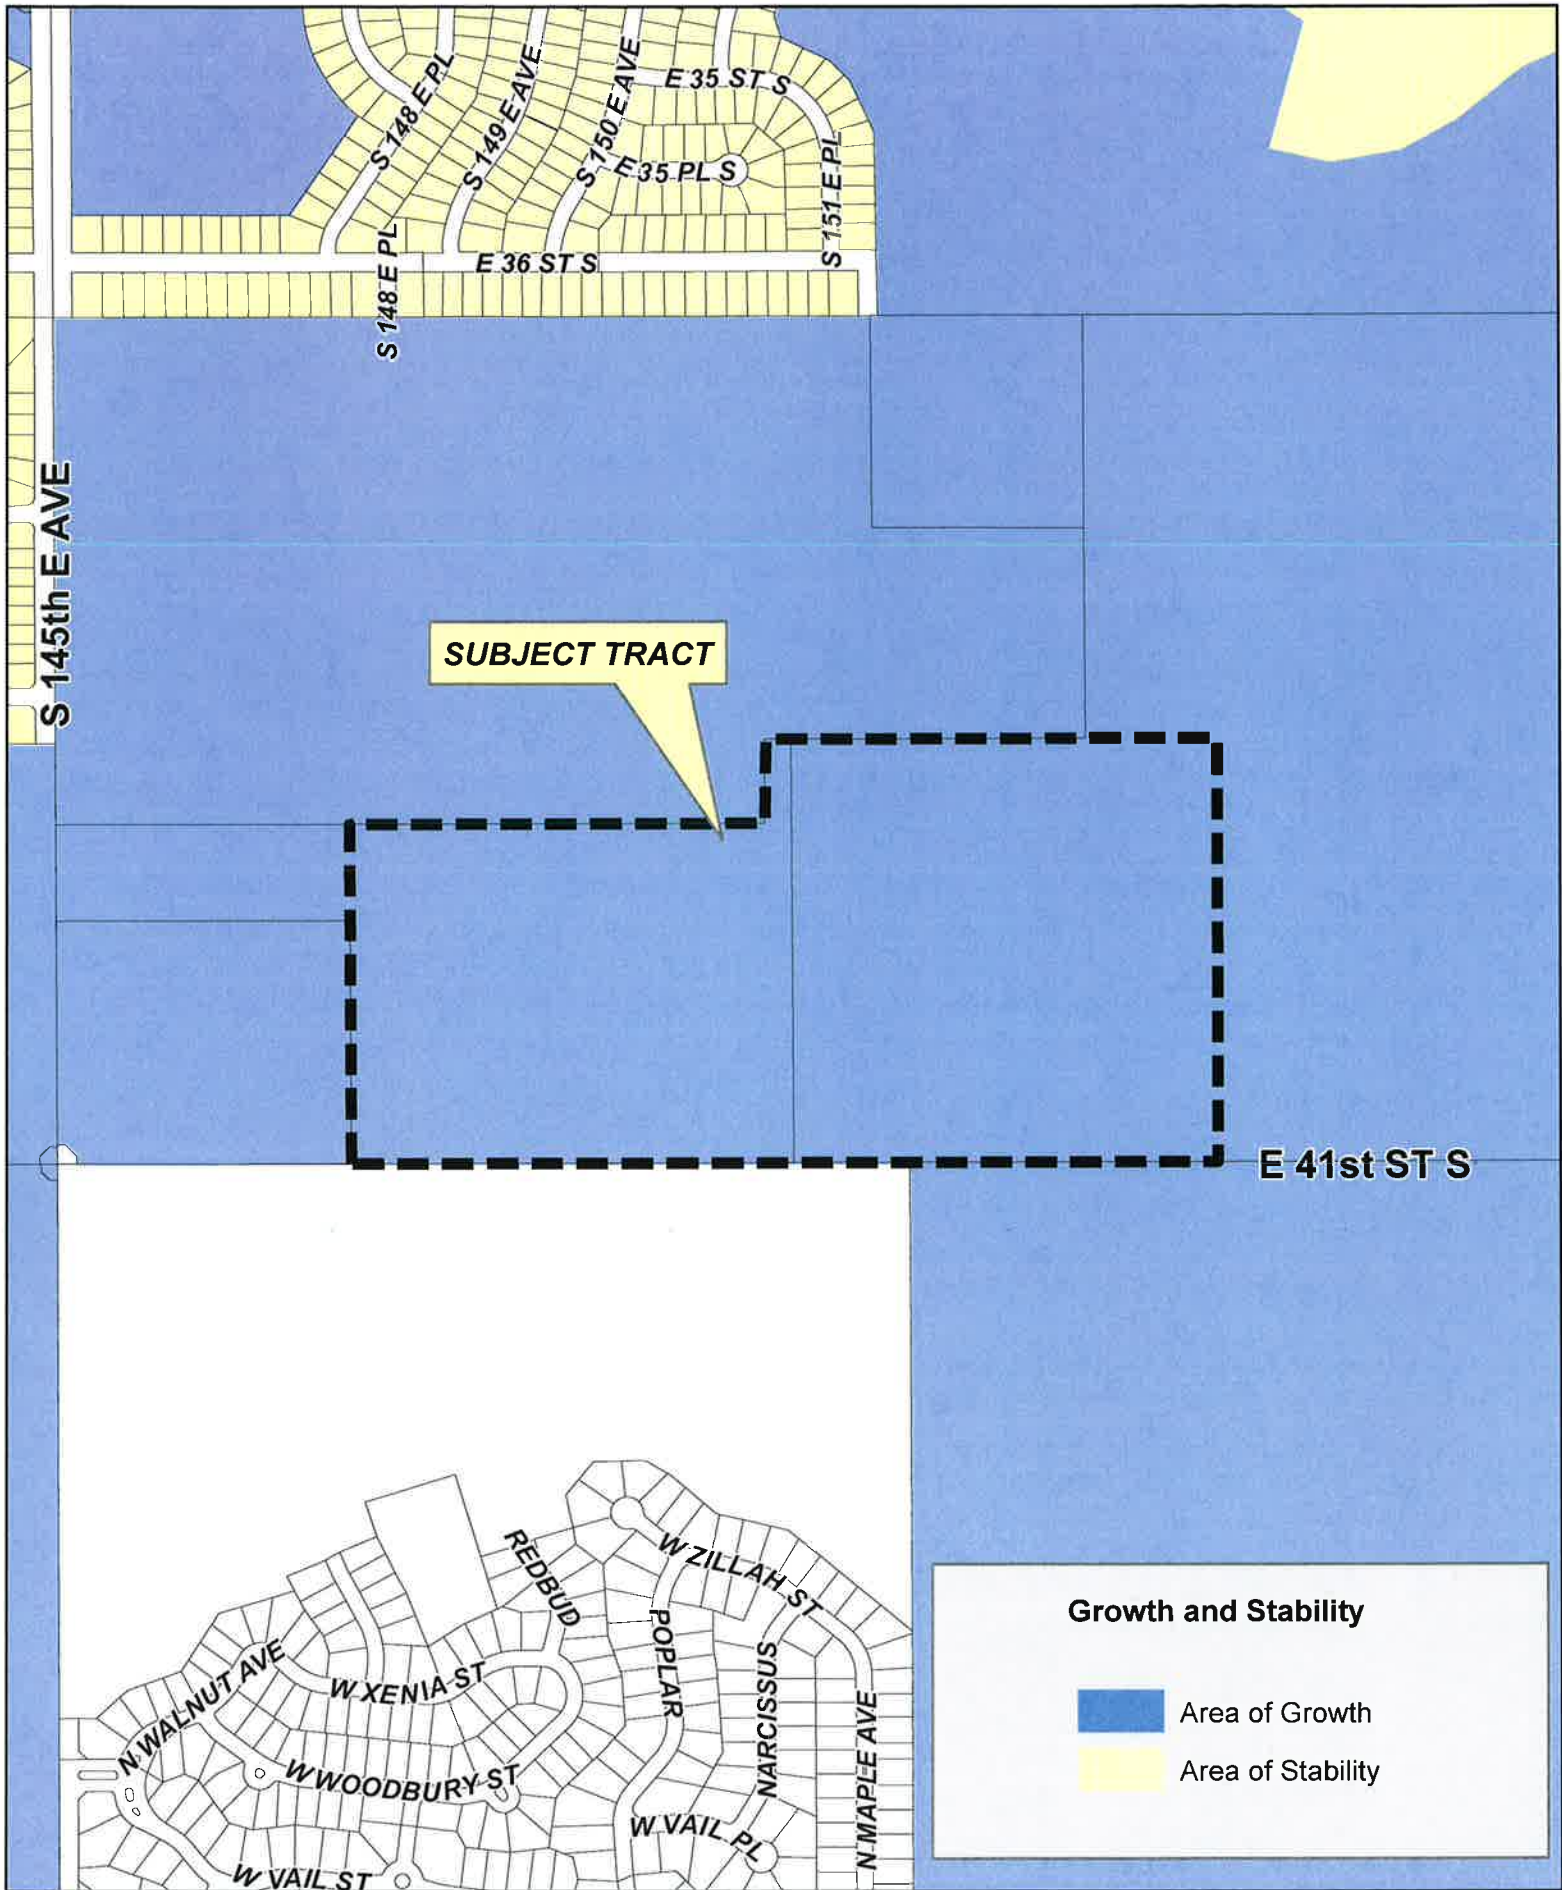 E 35 ST S
S 148 E PL
S 149 E AVE
S 150 E AVE
E 35 PL S
S 151 E PL
S 148 E PL
E 36 ST S
S 145th E AVE
SUBJECT TRACT
E 41st ST S
REDBUD
W ZILLAH ST
POPLAR
NARCISSUS
N WALNUT AVE
W XENIA ST
N MAPLE AVE
W WOODBURY ST
W VAIL PL
W VAIL ST
Growth and Stability
Area of Growth
Area of Stability